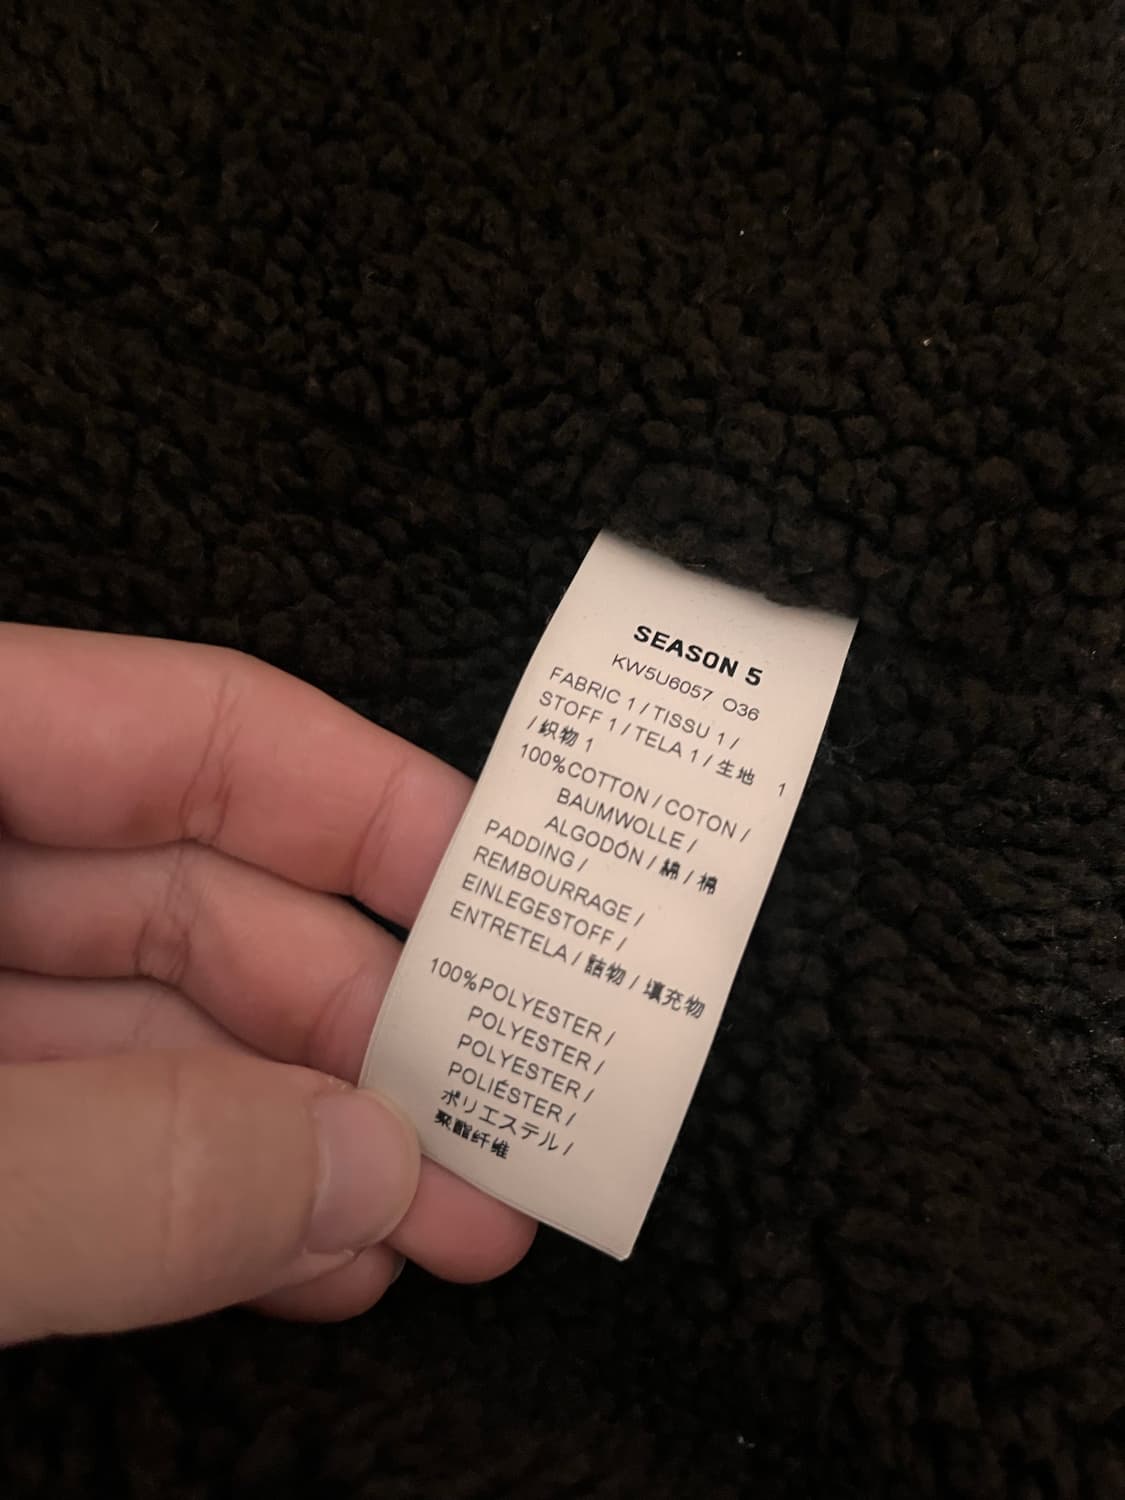 SEASON 5
KW5U6057 O36
FABRIC 1 / TISSU 1 /
STOFF 1 / TELA 1 / 生地 1
/ 织物 1
100%COTTON / COTON /
BAUMWOLLE /
ALGODÓN / 綿 / 棉
PADDING /
REMBOURRAGE /
EINLEGESTOFF /
ENTRETELA / 詰物 / 填充物
100%POLYESTER /
POLYESTER /
POLYESTER /
POLIÉSTER /
ポリエステル /
聚酯纤维